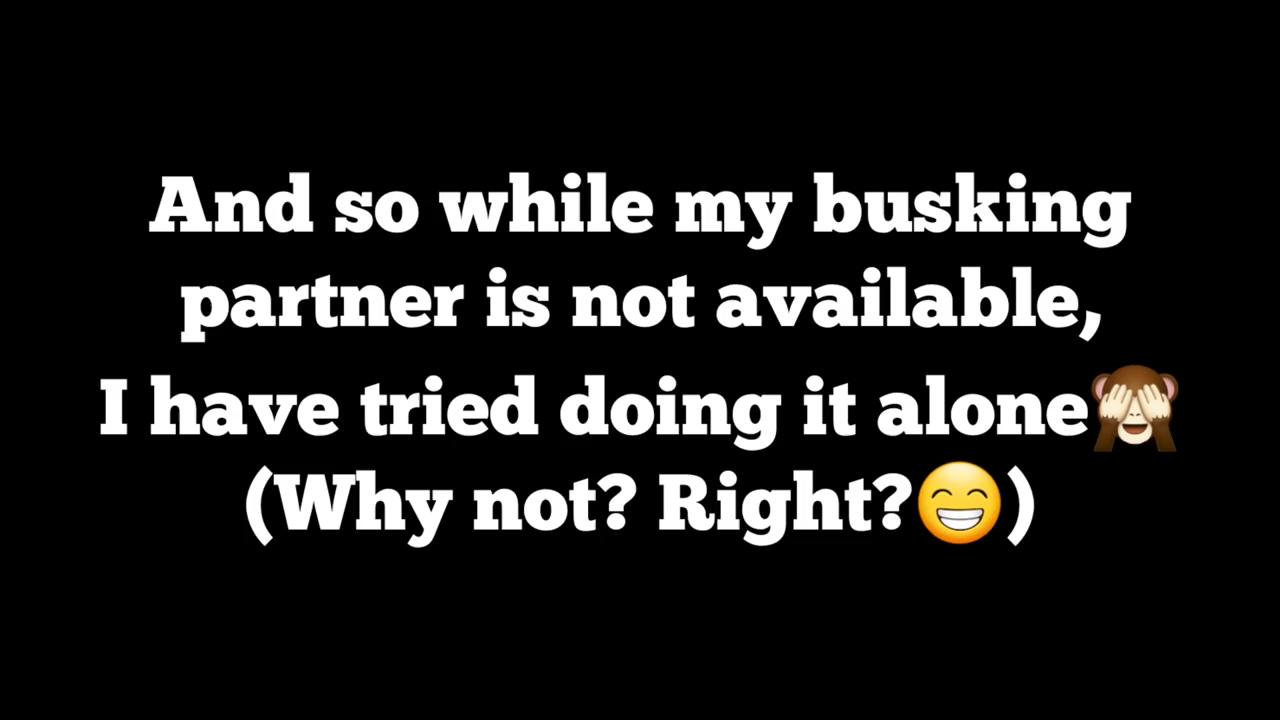 And so while my busking
partner is not available,
I have tried doing it alone🙈
(Why not? Right?😁)